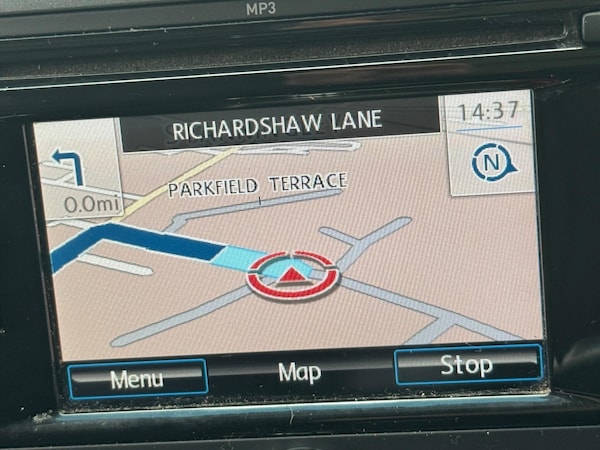 MP3
RICHARDSHAW LANE
14:37
0.0mi
N
PARKFIELD TERRACE
Menu
Map
Stop